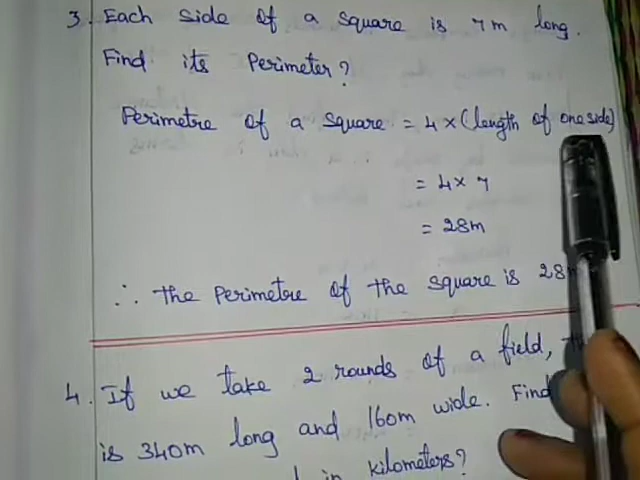 3. Each side of a square is 7m long.
Find its Perimeter?
Perimetre of a square = 4 × (length of one side)
= 4 × 7
= 28m
∴ the Perimetre of the square is 28
4. If we take 2 rounds of a field,
is 340m long and 160m wide. Find
in kilometers?